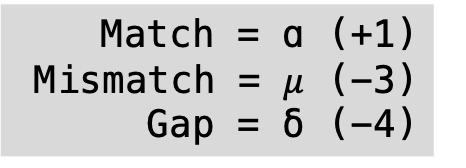 Match = α (+1)
Mismatch = μ (−3)
Gap = δ (−4)